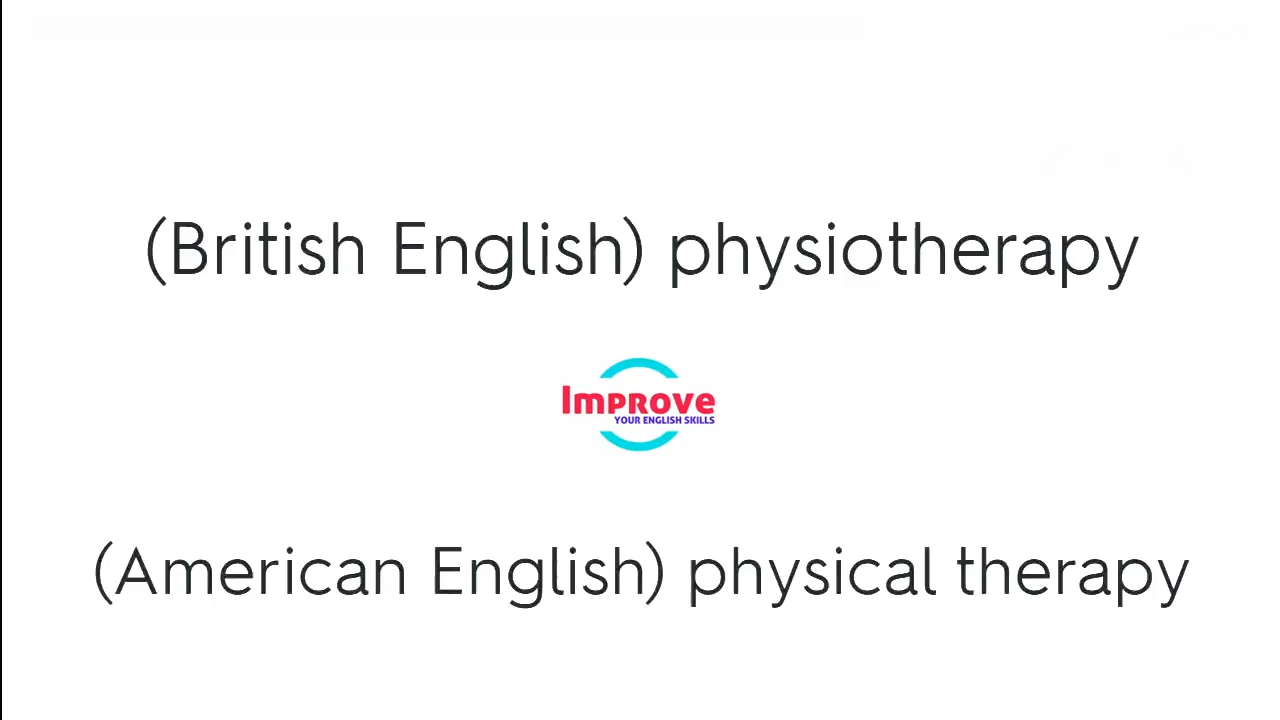 (British English) physiotherapy
Improve
YOUR ENGLISH SKILLS
(American English) physical therapy